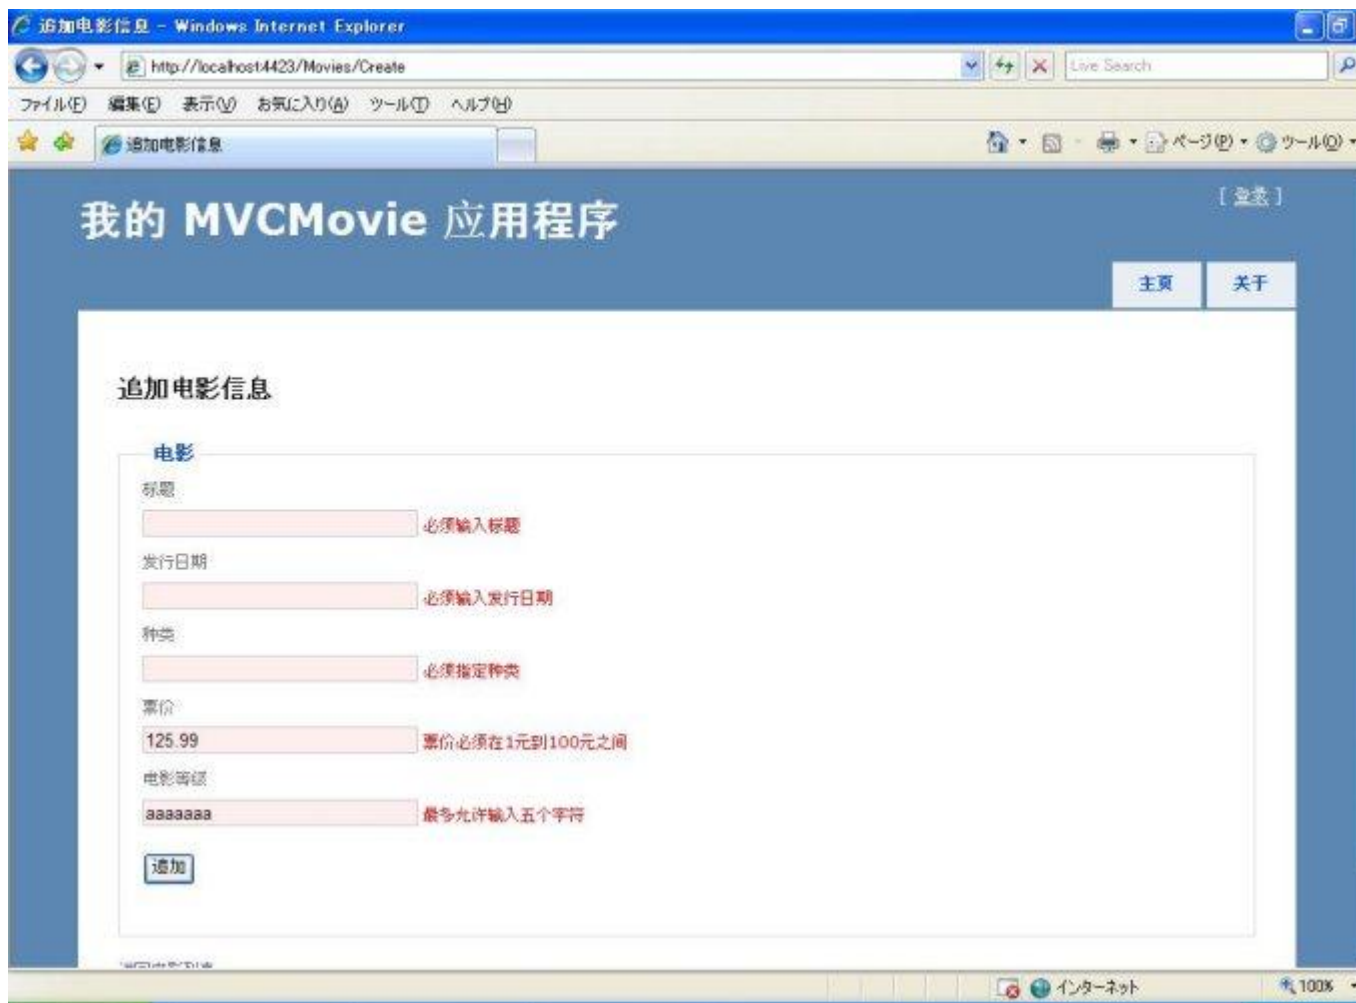 追加电影信息 - Windows Internet Explorer
http://localhost:4423/Movies/Create
Live Search
ファイル(F) 編集(E) 表示(V) お気に入り(A) ツール(T) ヘルプ(H)
追加电影信息
ページ(P) ツール(O)
[ 登录 ]
我的 MVCMovie 应用程序
主页 关于
追加电影信息
电影
标题
必须输入标题
发行日期
必须输入发行日期
种类
必须指定种类
票价
125.99 票价必须在1元到100元之间
电影等级
aaaaaaa 最多允许输入五个字符
追加
インターネット 100%